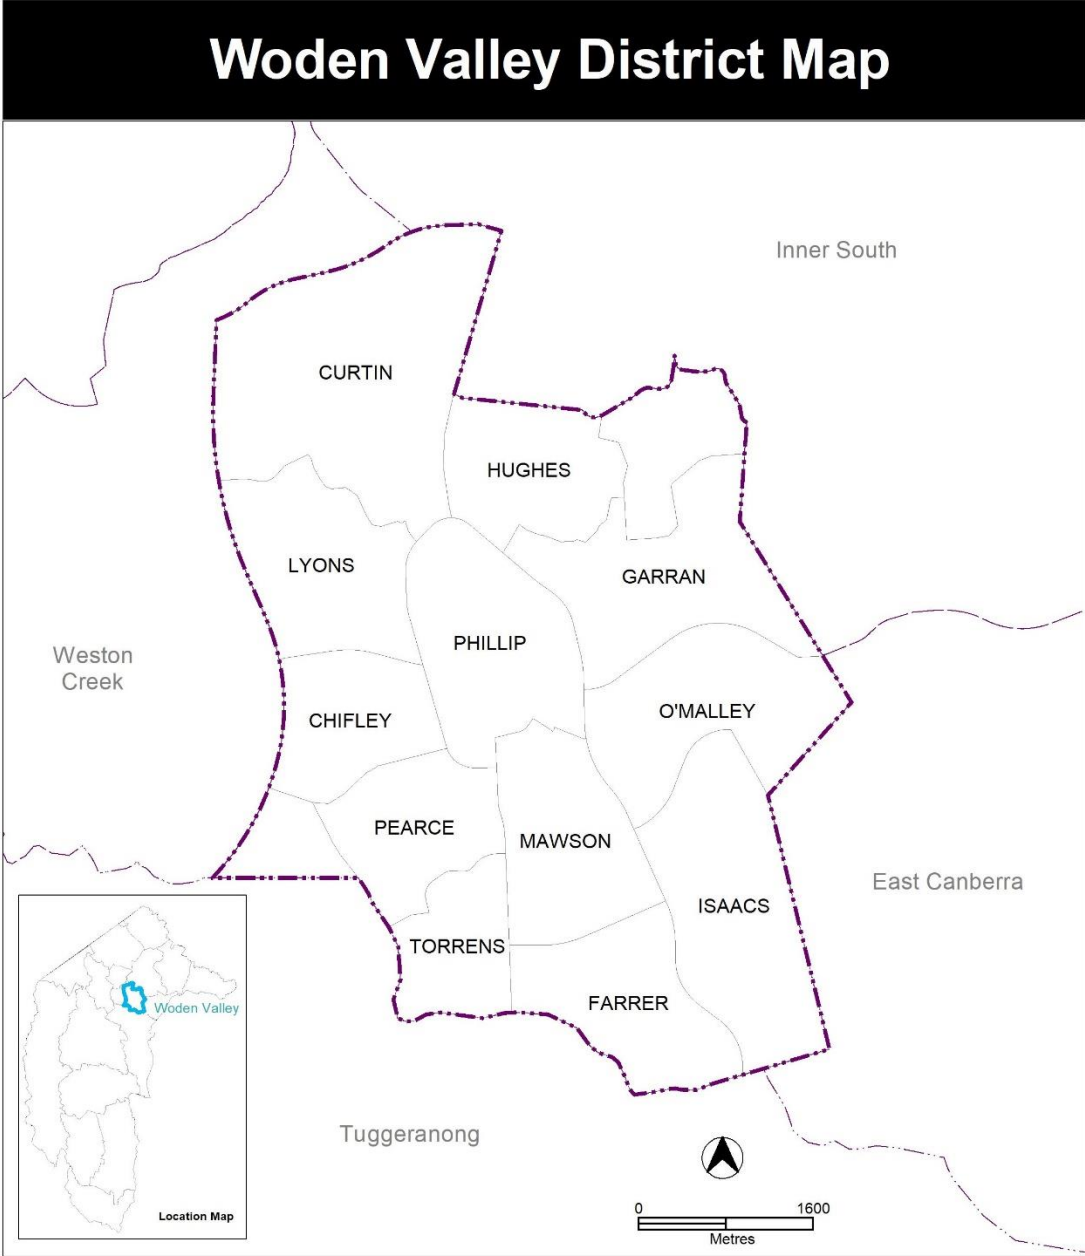 Woden Valley District Map
Inner South
CURTIN
HUGHES
LYONS
GARRAN
PHILLIP
Weston
Creek
O'MALLEY
CHIFLEY
PEARCE
MAWSON
East Canberra
ISAACS
TORRENS
FARRER
Woden Valley
Location Map
Tuggeranong
0 1600
Metres